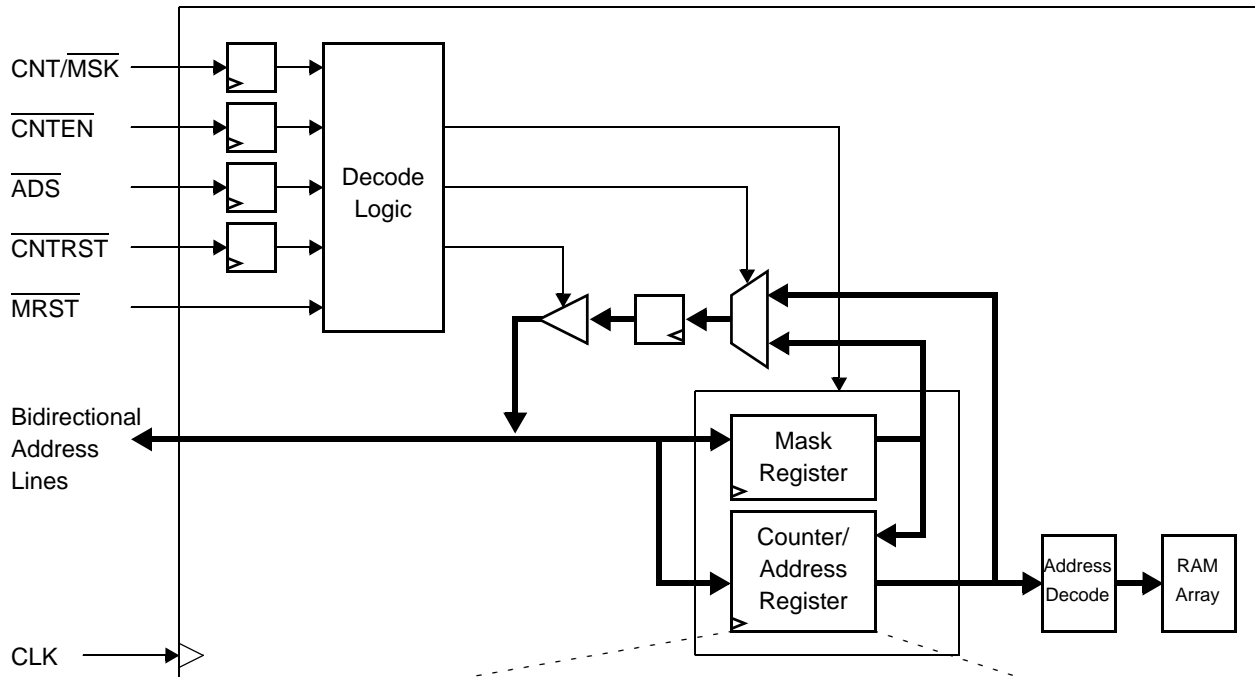 CNT/MSK
CNTEN
ADS
CNTRST
MRST
Decode
Logic
Bidirectional
Address
Lines
Mask
Register
Counter/
Address
Register
Address
Decode
RAM
Array
CLK